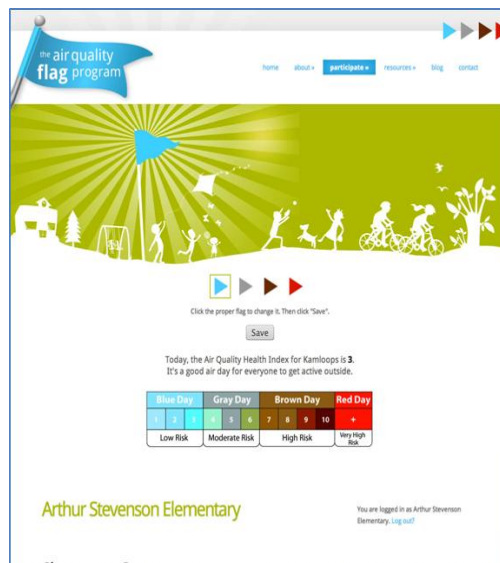 the air quality
flag program
home about » participate » resources » blog contact
Click the proper flag to change it. Then click "Save".
Save
Today, the Air Quality Health Index for Kamloops is 3.
It's a good air day for everyone to get active outside.
Blue Day Gray Day Brown Day Red Day
1 2 3 4 5 6 7 8 9 10 +
Low Risk Moderate Risk High Risk Very High
Risk
Arthur Stevenson Elementary
You are logged in as Arthur Stevenson
Elementary. Log out?